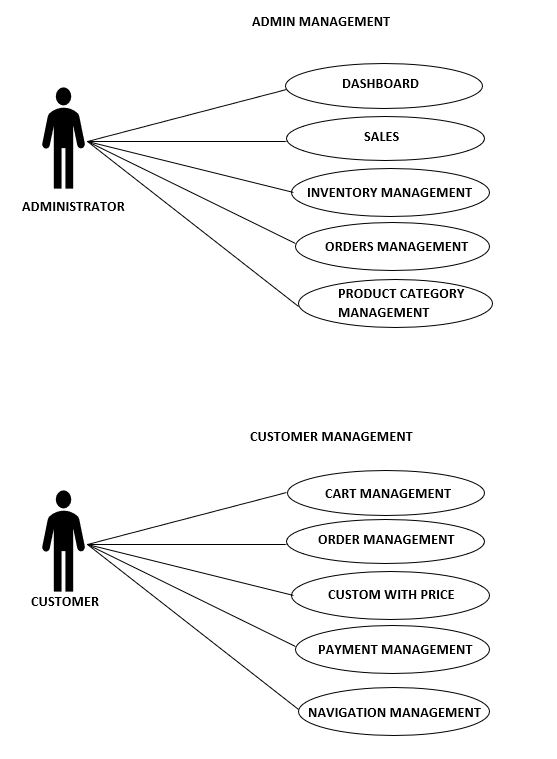 ADMIN MANAGEMENT
DASHBOARD
SALES
INVENTORY MANAGEMENT
ADMINISTRATOR
ORDERS MANAGEMENT
PRODUCT CATEGORY
MANAGEMENT
CUSTOMER MANAGEMENT
CART MANAGEMENT
ORDER MANAGEMENT
CUSTOM WITH PRICE
CUSTOMER
PAYMENT MANAGEMENT
NAVIGATION MANAGEMENT